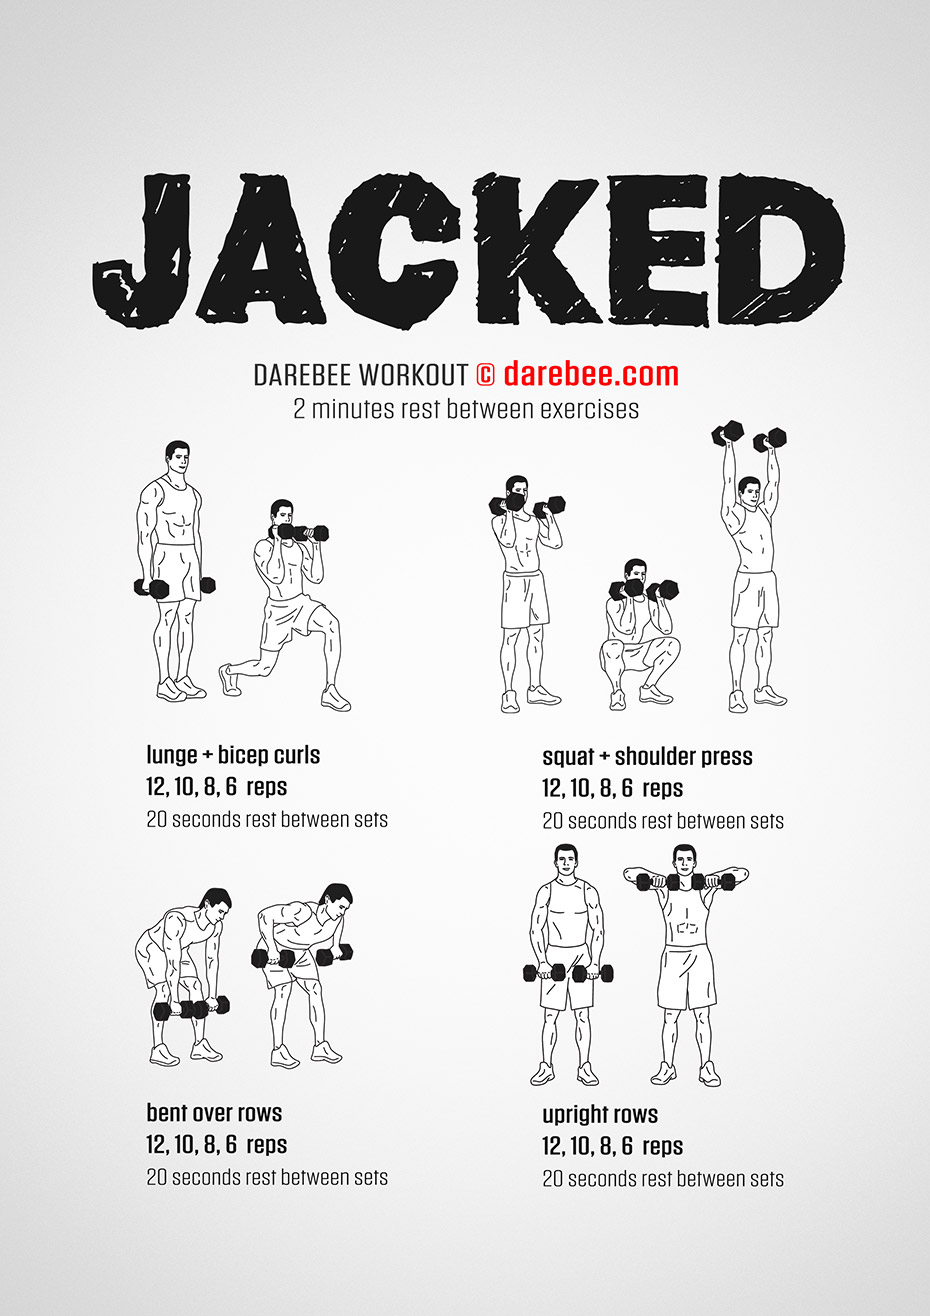 JACKED
DAREBEE WORKOUT © darebee.com
2 minutes rest between exercises
lunge + bicep curls
12, 10, 8, 6 reps
20 seconds rest between sets
squat + shoulder press
12, 10, 8, 6 reps
20 seconds rest between sets
bent over rows
12, 10, 8, 6 reps
20 seconds rest between sets
upright rows
12, 10, 8, 6 reps
20 seconds rest between sets